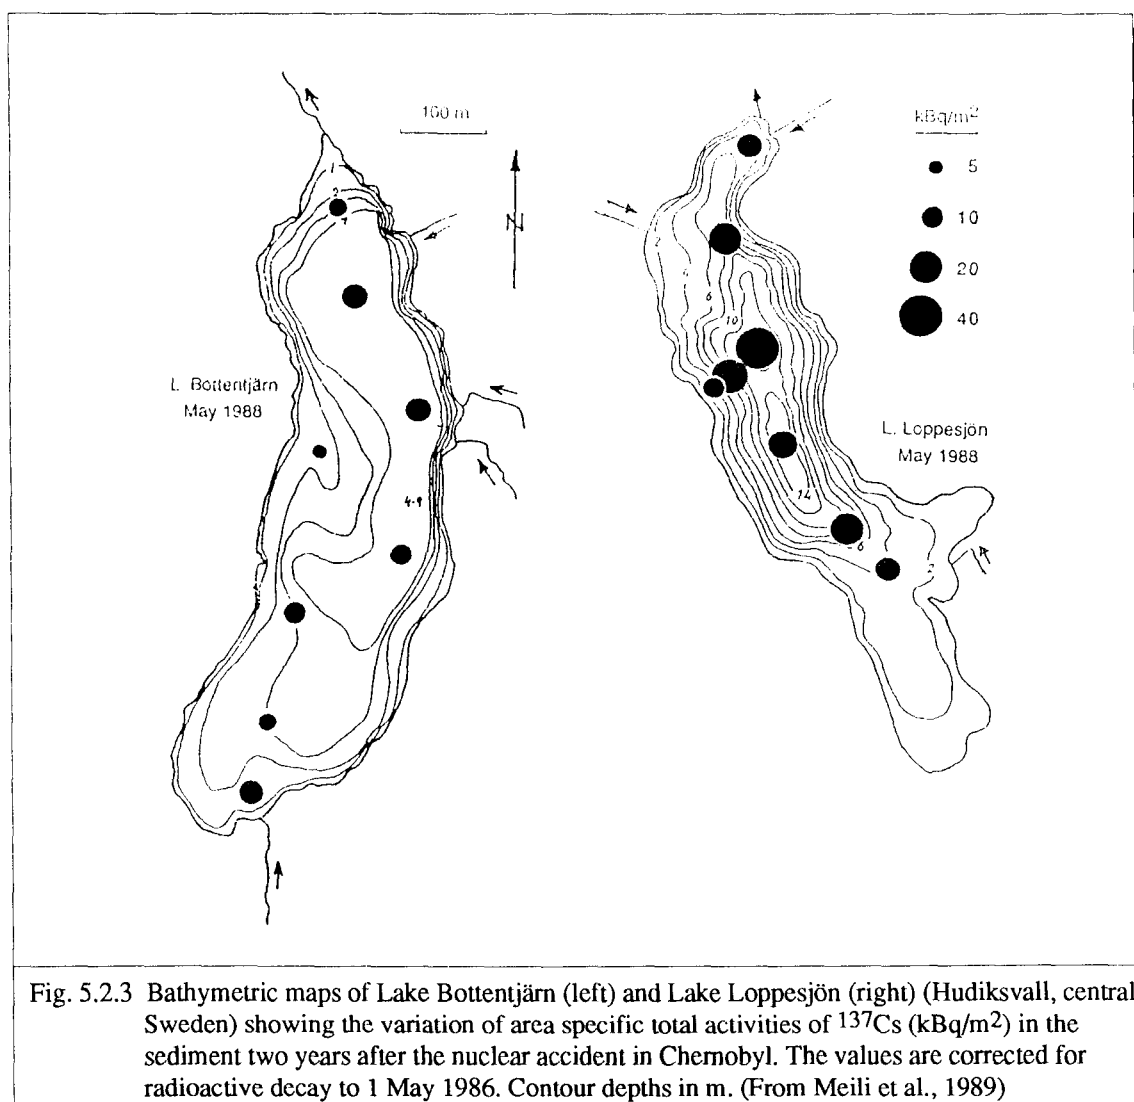 100 m
kBq/m²
5
10
20
40
N
1
2
L. Bottentjärn
May 1988
4.9
6
10
14
6
2
L. Loppesjön
May 1988
Fig. 5.2.3 Bathymetric maps of Lake Bottentjärn (left) and Lake Loppesjön (right) (Hudiksvall, central
Sweden) showing the variation of area specific total activities of ¹³⁷Cs (kBq/m²) in the
sediment two years after the nuclear accident in Chernobyl. The values are corrected for
radioactive decay to 1 May 1986. Contour depths in m. (From Meili et al., 1989)